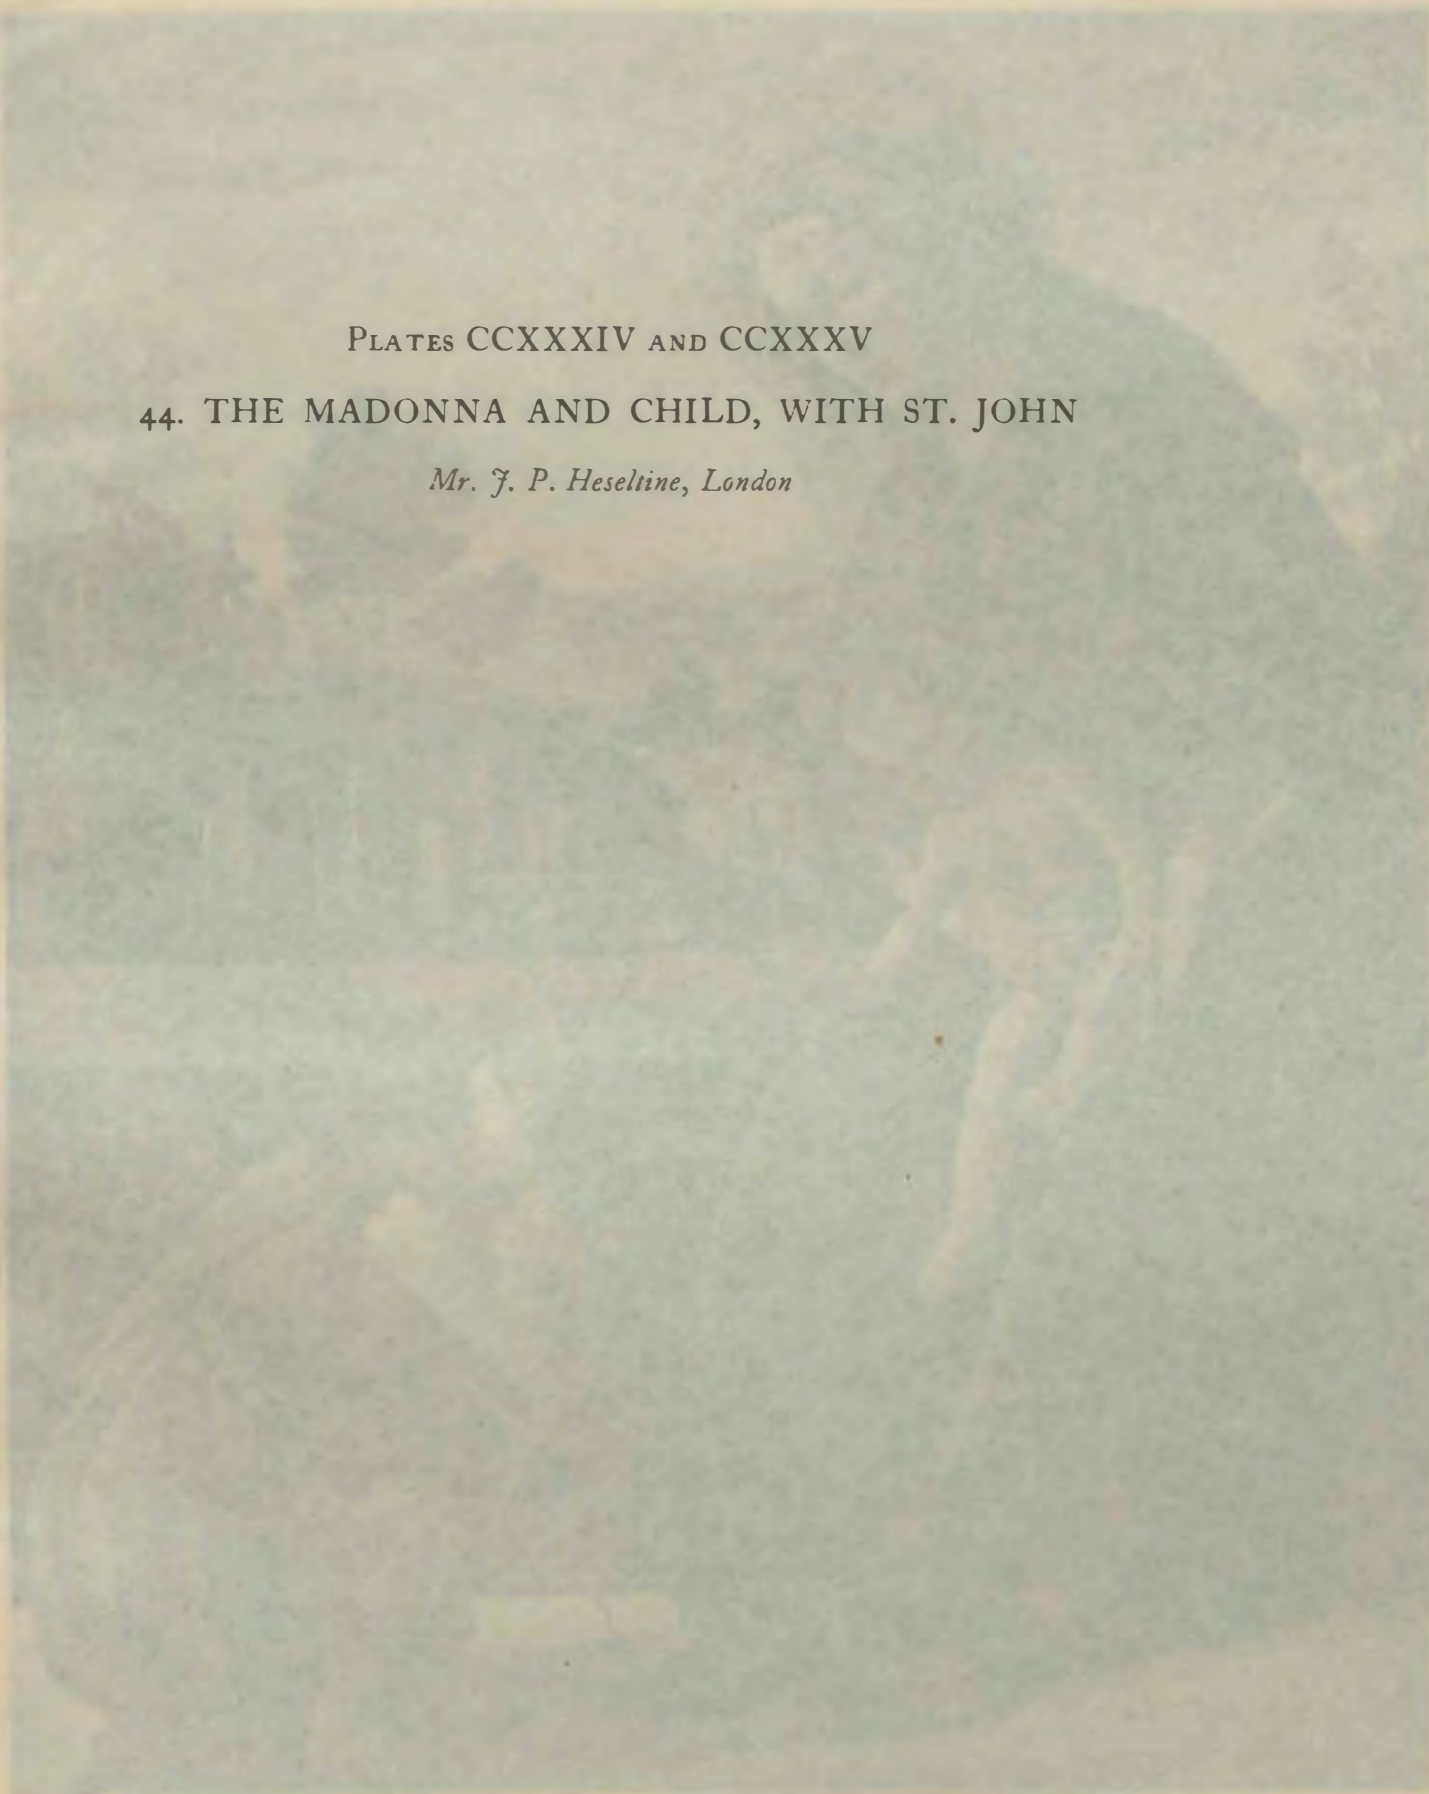 Plates CCXXXIV and CCXXXV
44. THE MADONNA AND CHILD, WITH ST. JOHN
Mr. J. P. Heseltine, London